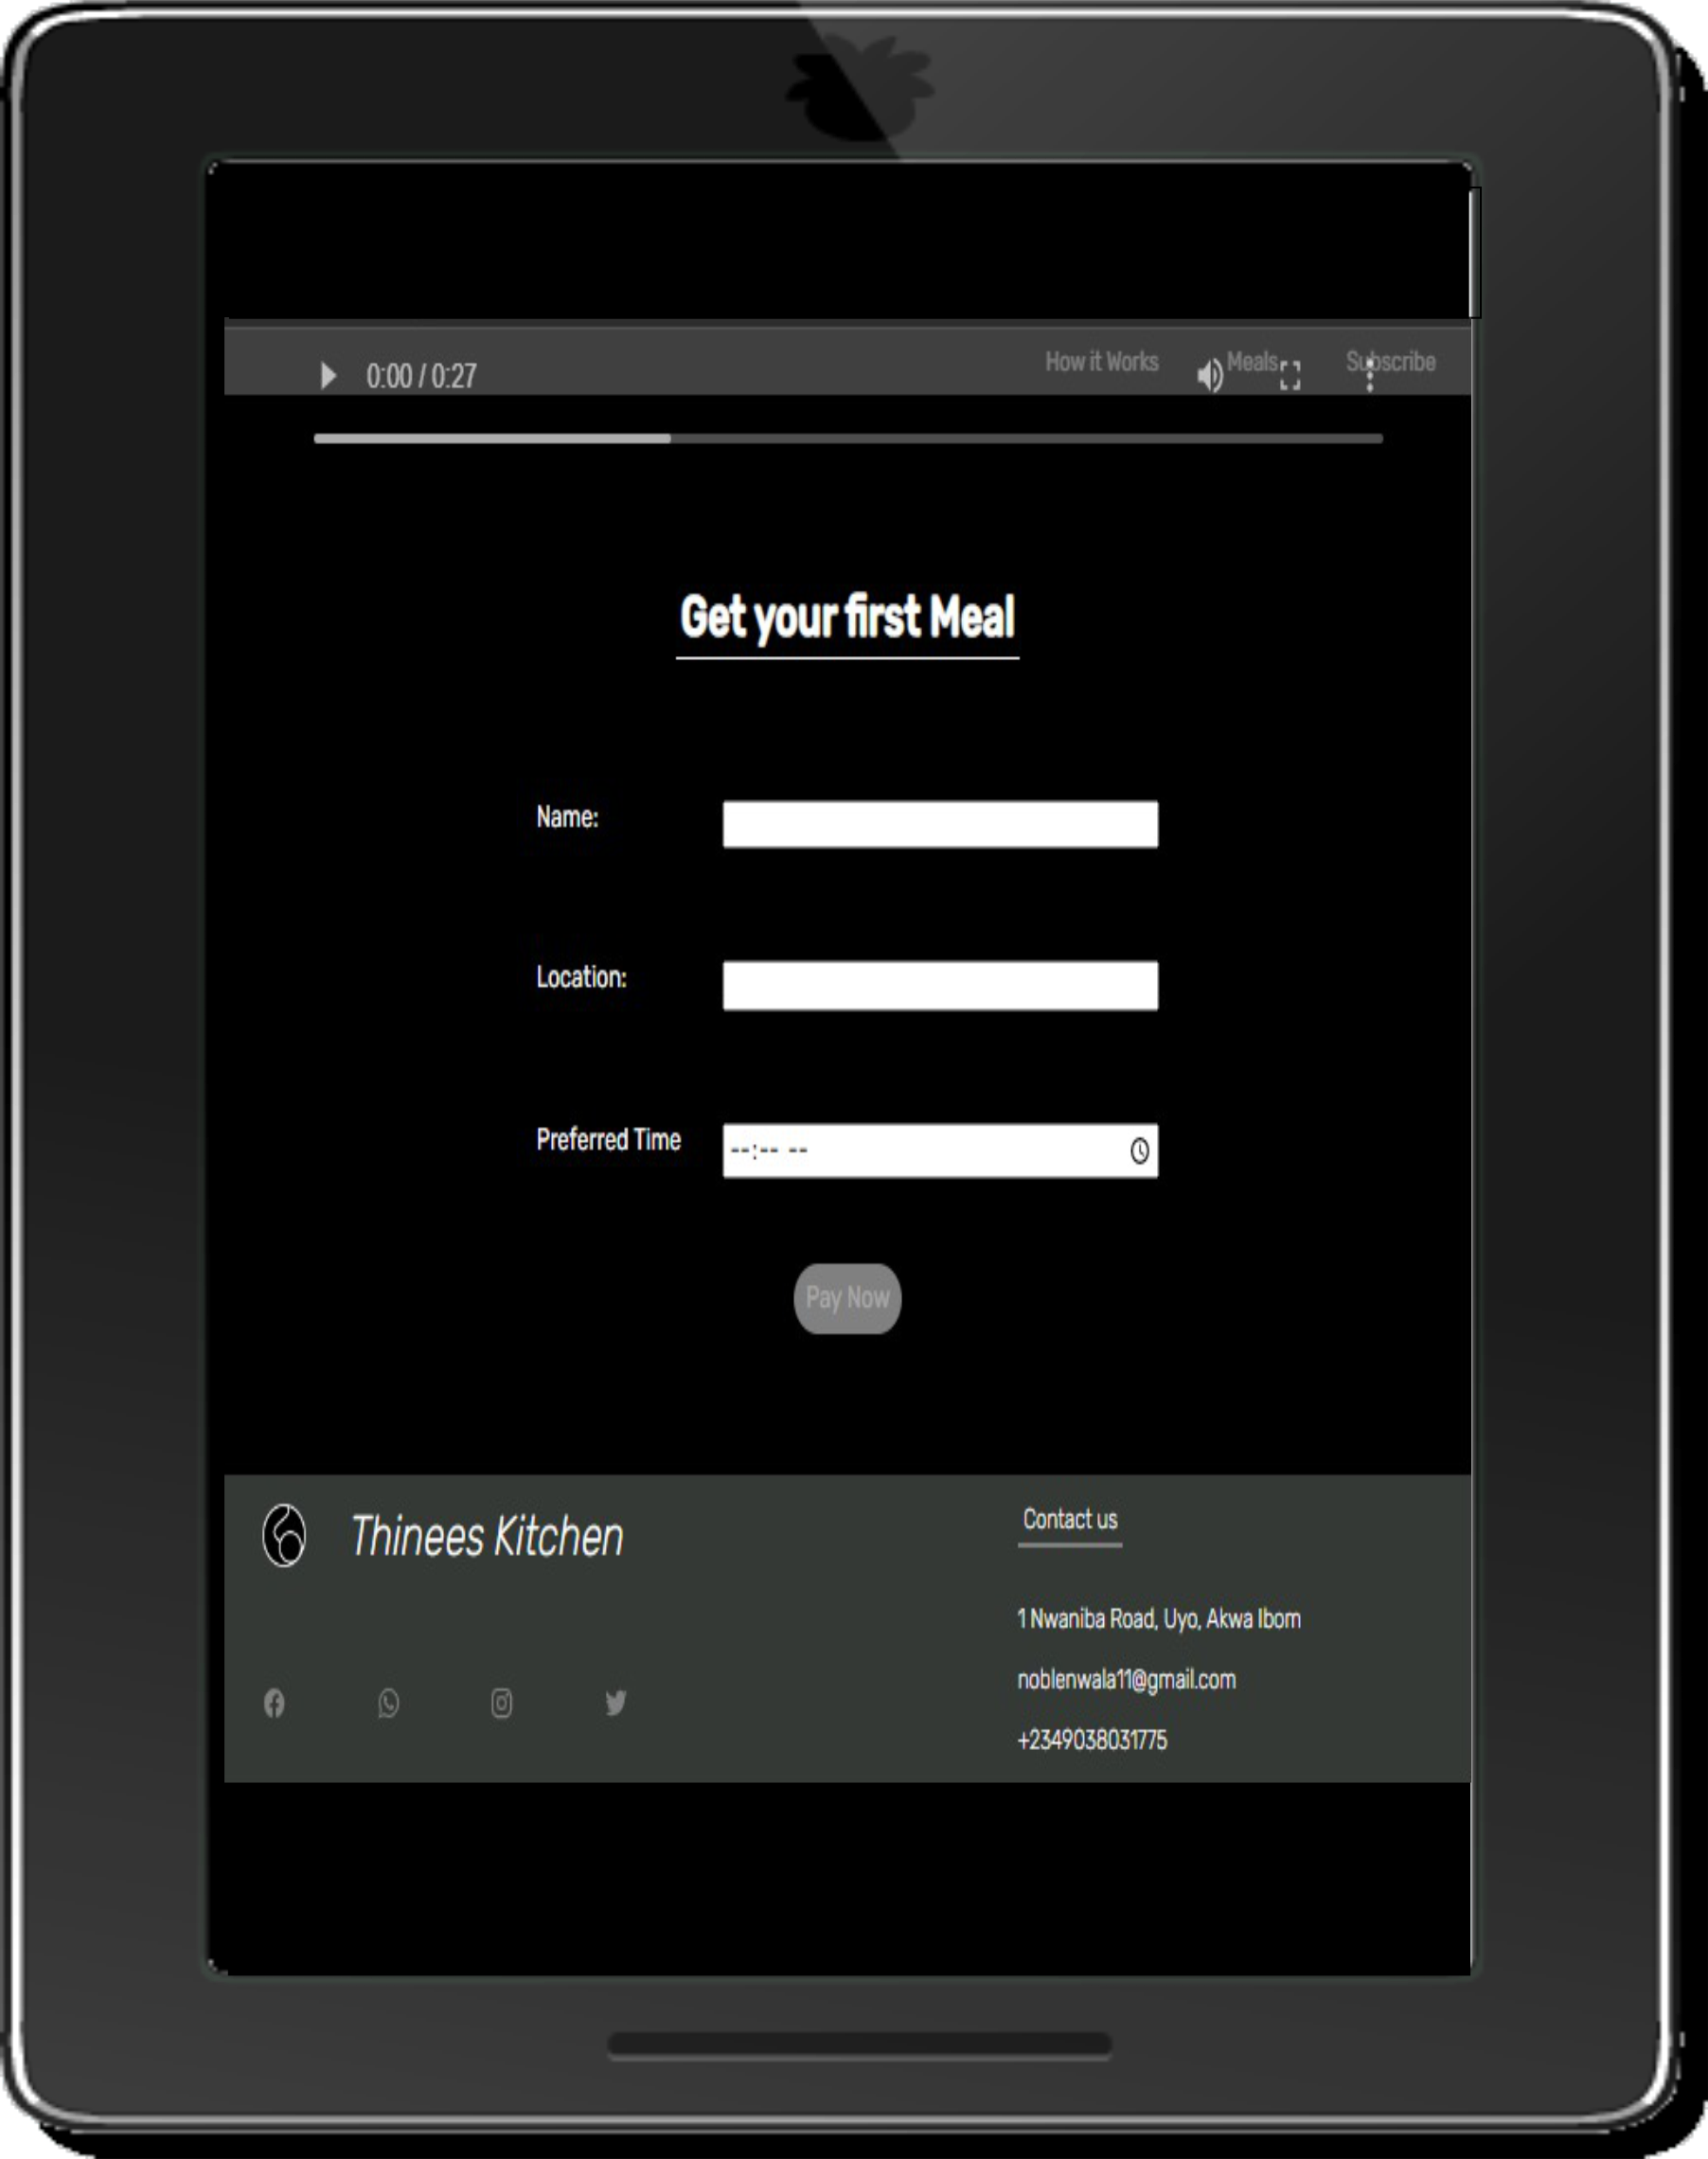 How it Works Meals Subscribe
0:00 / 0:27
Get your first Meal
Name:
Location:
Preferred Time
--:-- --
Pay Now
Thinees Kitchen
Contact us
1 Nwaniba Road, Uyo, Akwa Ibom
noblenwala11@gmail.com
+2349038031775